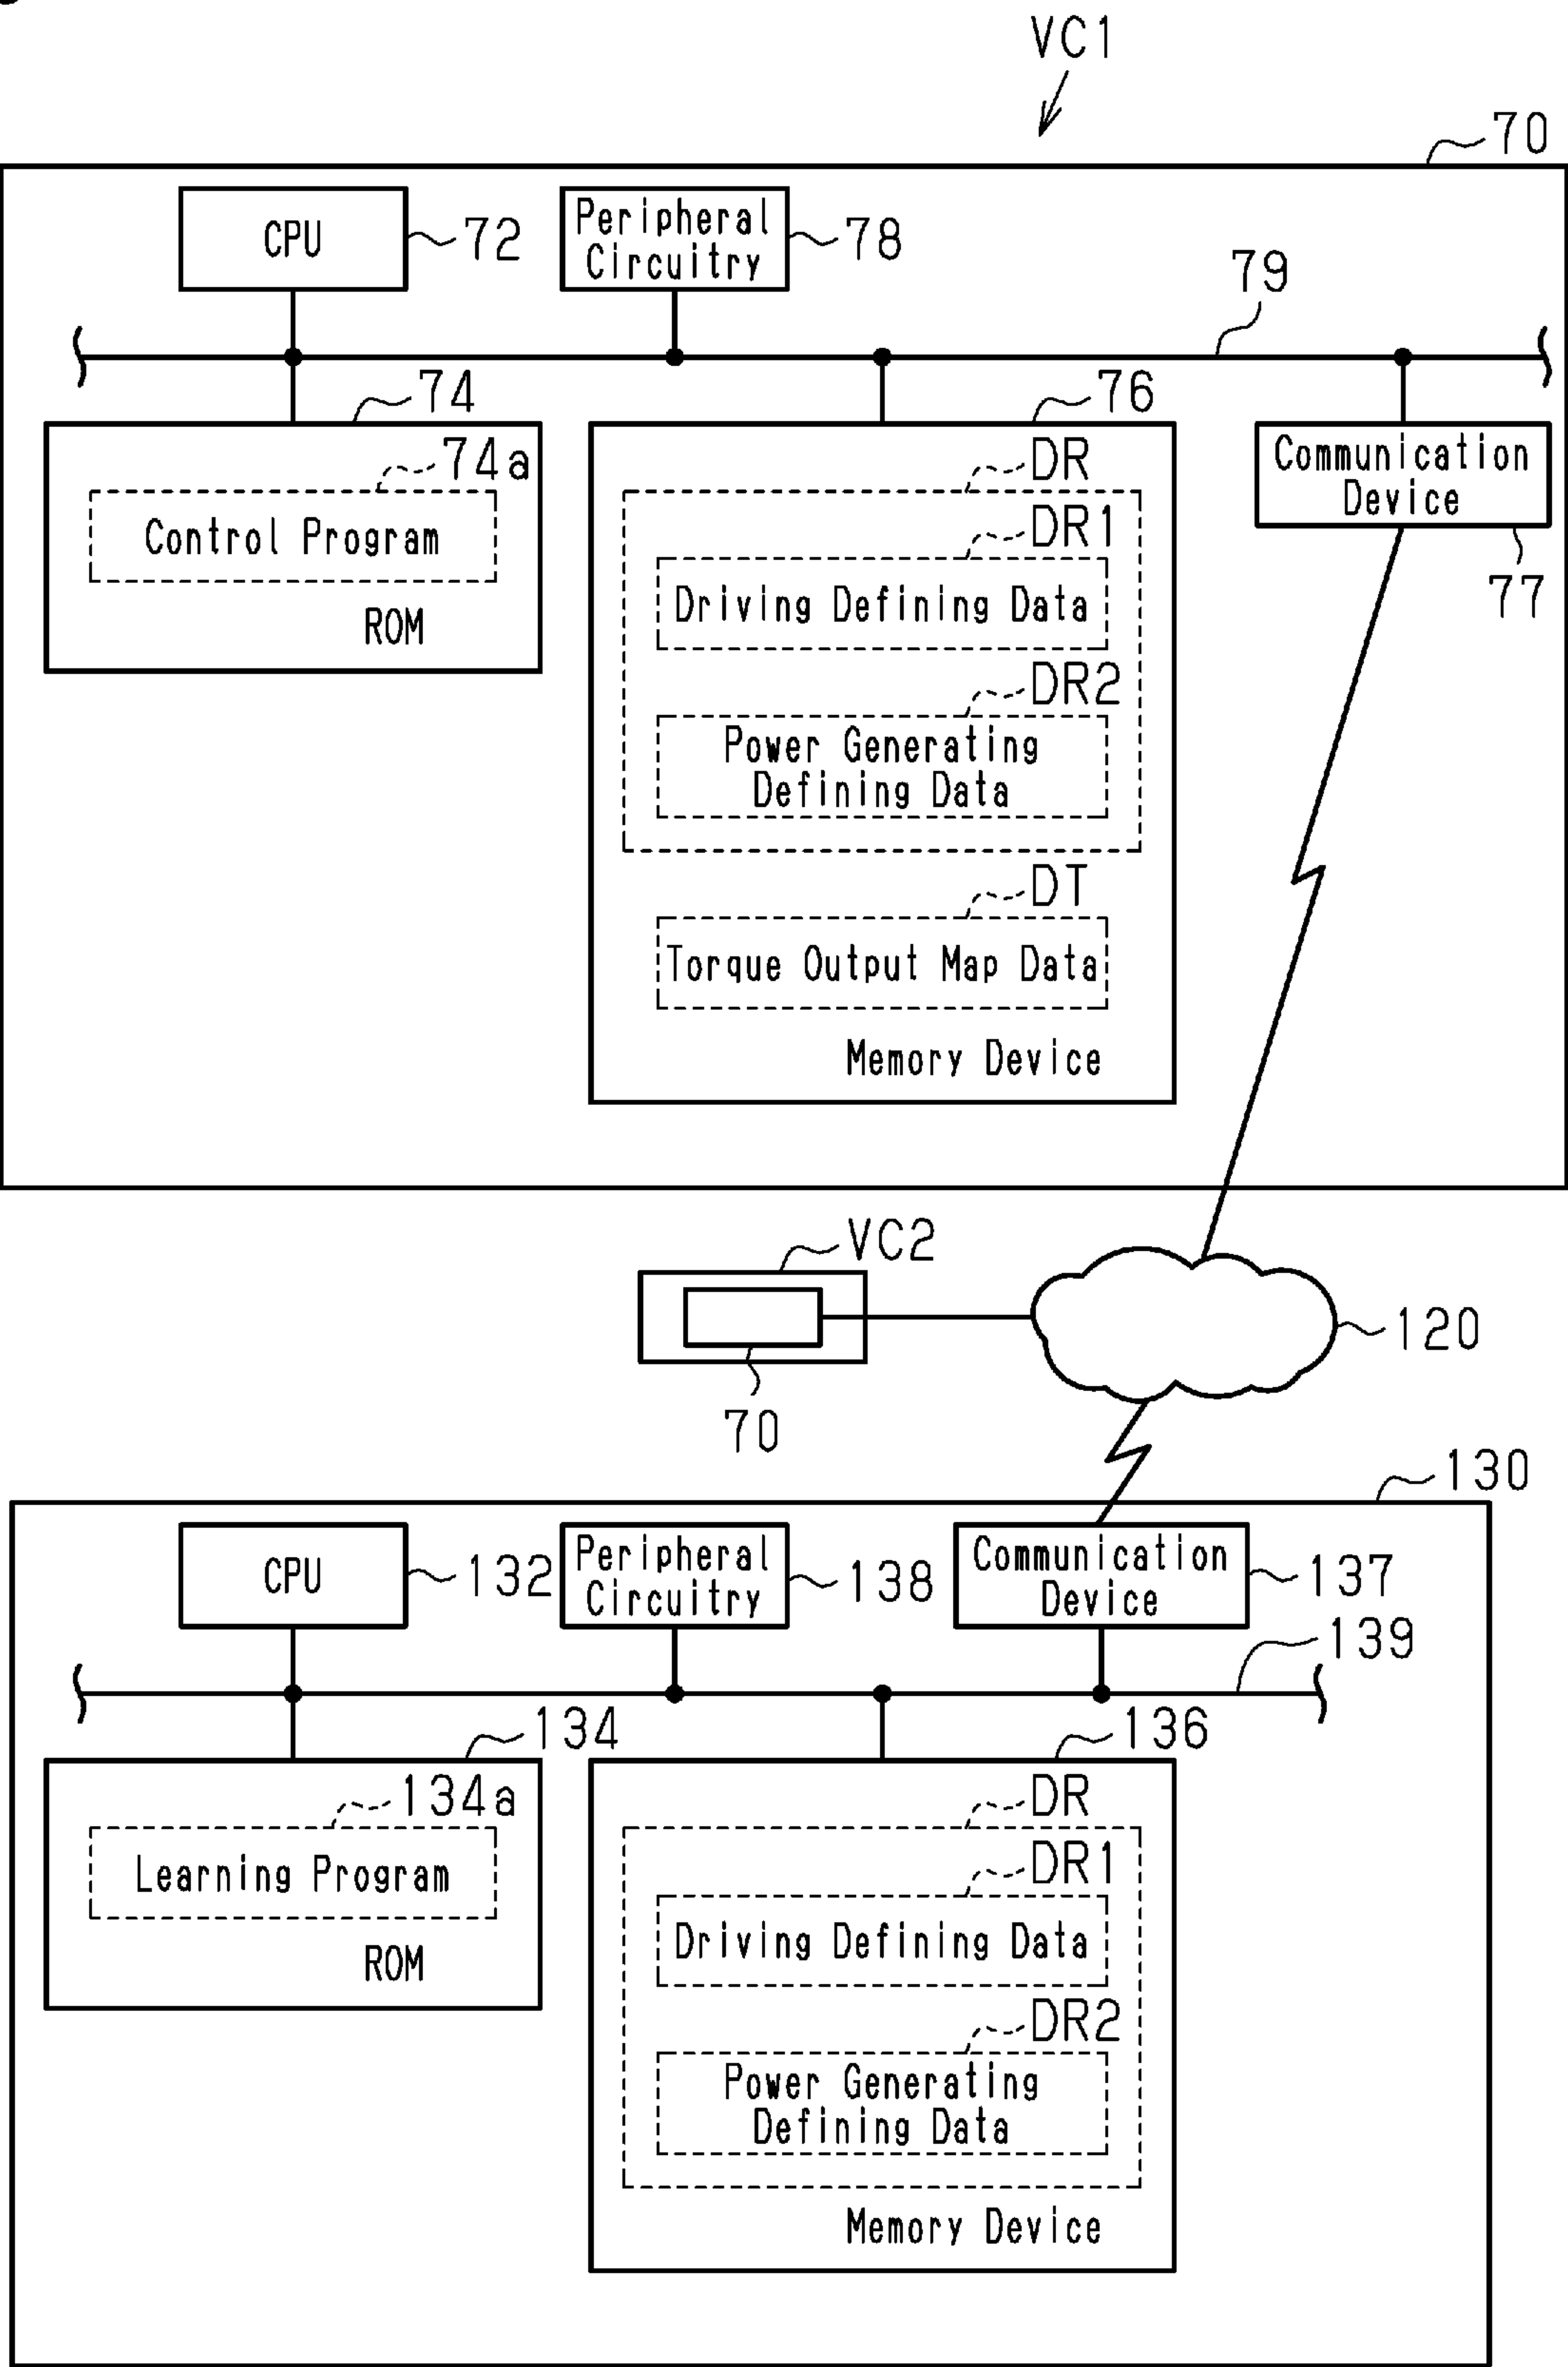 VC1
70
CPU
72
Peripheral
Circuitry
78
79
74
74a
Control Program
ROM
76
DR
DR1
Driving Defining Data
DR2
Power Generating
Defining Data
DT
Torque Output Map Data
Memory Device
Communication
Device
77
VC2
70
120
130
CPU
132
Peripheral
Circuitry
138
Communication
Device
137
139
134
134a
Learning Program
ROM
136
DR
DR1
Driving Defining Data
DR2
Power Generating
Defining Data
Memory Device